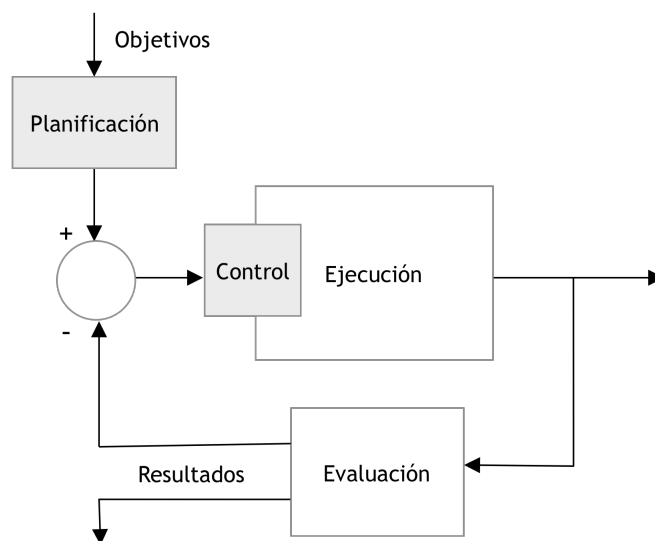 Objetivos
Planificación
+
Control
Ejecución
-
Resultados
Evaluación